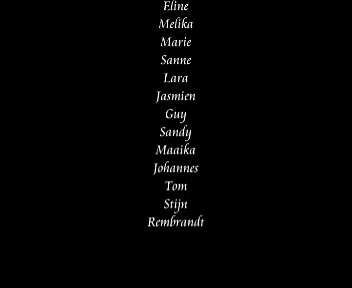 Eline
Melika
Marie
Sanne
Lara
Jasmien
Guy
Sandy
Maaika
Johannes
Tom
Stijn
Rembrandt